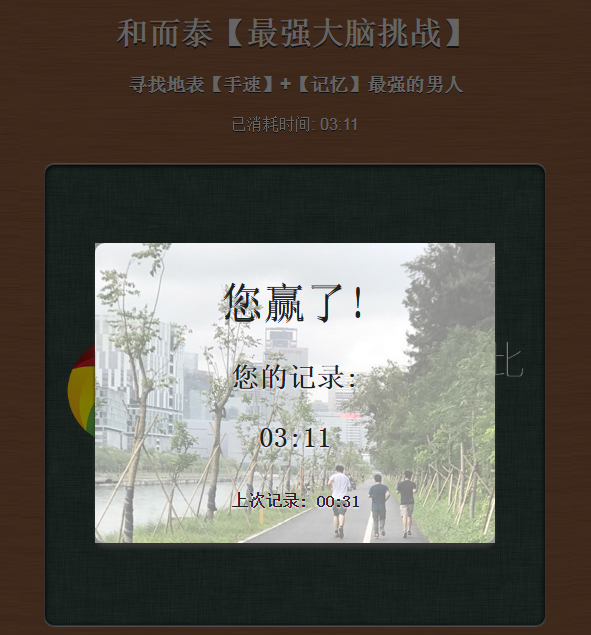 和而泰【最强大脑挑战】
寻找地表【手速】+【记忆】最强的男人
已消耗时间: 03:11
您赢了!
您的记录:
03:11
上次记录: 00:31
比